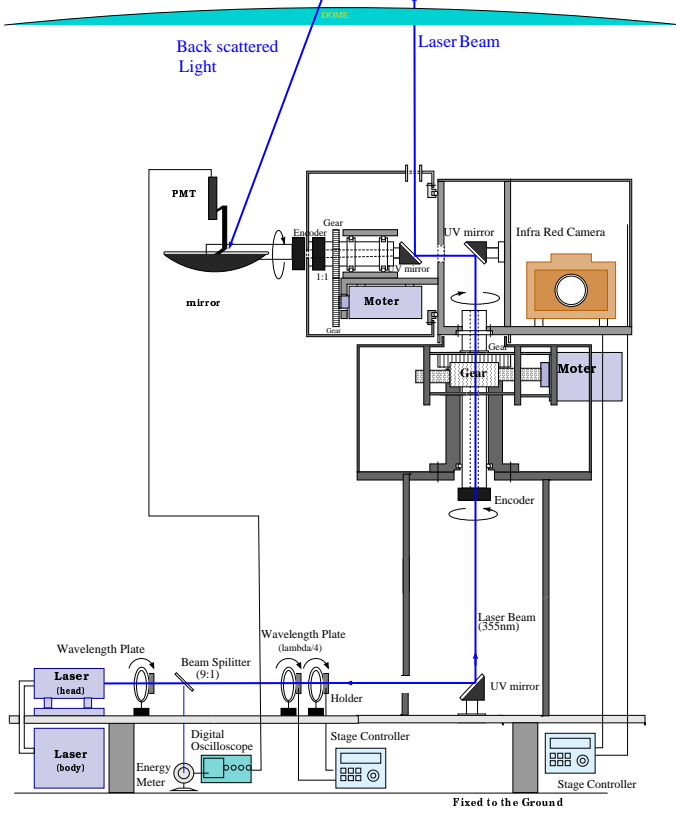 DOME
Back scattered
Light
Laser Beam
PMT
Gear
Encoder
UV mirror
Infra Red Camera
V mirror
1:1
mirror
Moter
Gear
Gear
Gear
Moter
Encoder
Laser Beam
(355nm)
Wavelength Plate
(lambda/4)
Wavelength Plate
Beam Spilitter
(9:1)
Laser
(head)
Holder
UV mirror
Digital
Oscilloscope
Stage Controller
Laser
(body)
Energy
Meter
Stage Controller
Fixed to the Ground